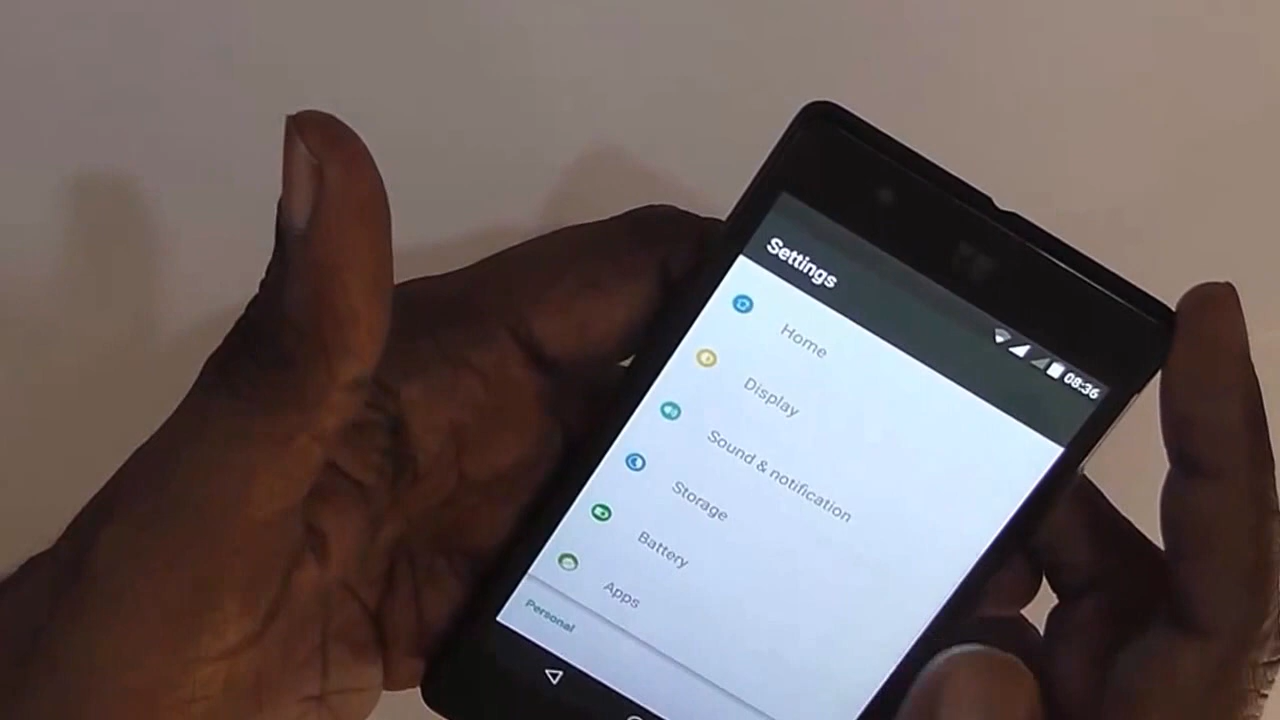 08:36
Settings
Home
Display
Sound & notification
Storage
Battery
Apps
Personal